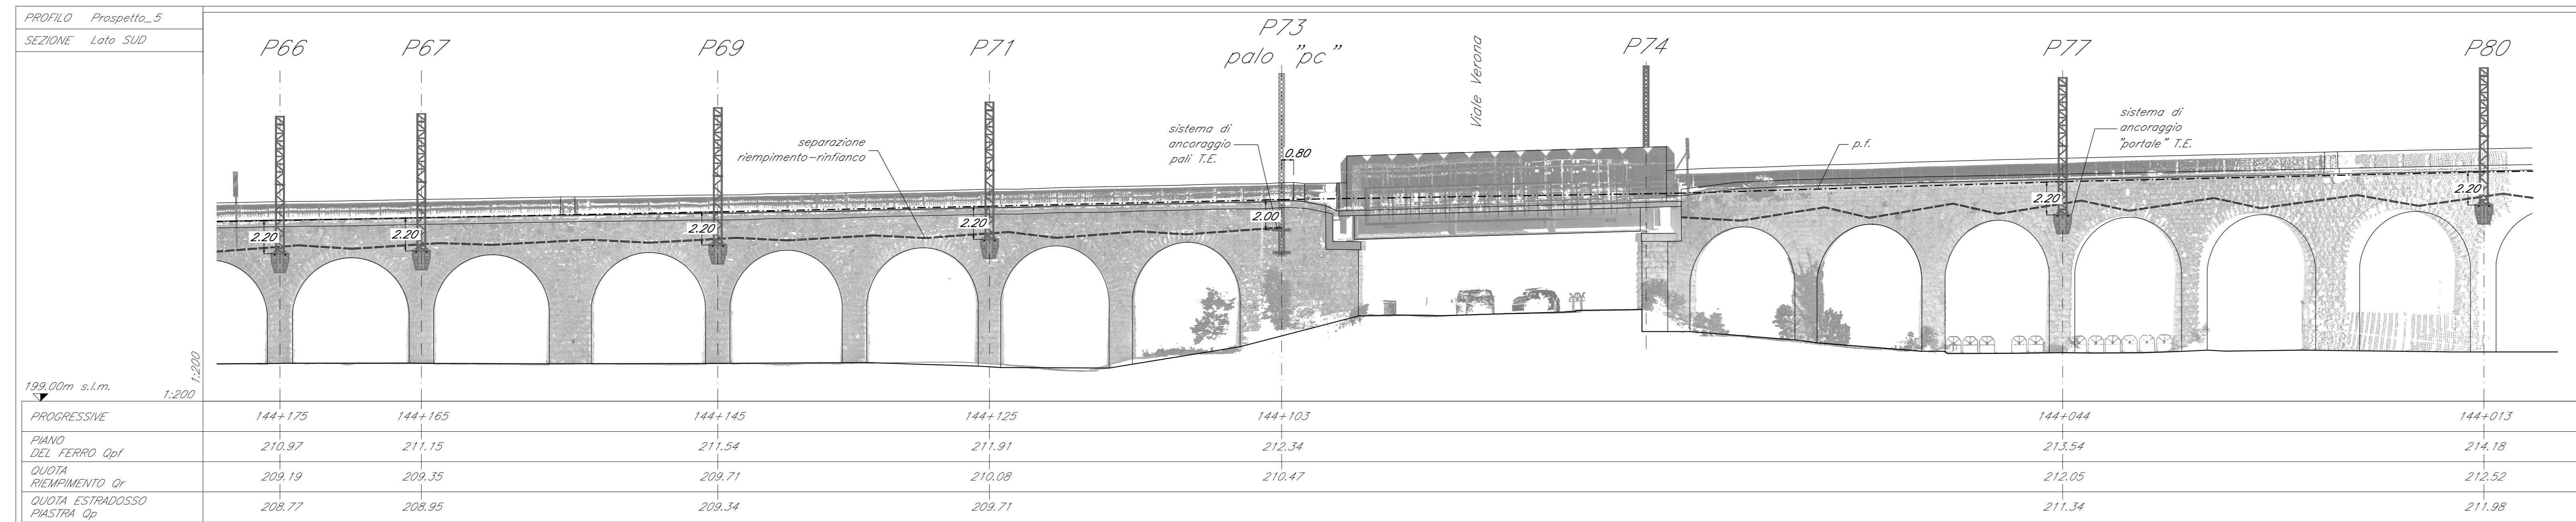 PROFILO Prospetto_5
SEZIONE Lato SUD
P66
P67
P69
P71
P73
palo "pc"
Viale Verona
P74
P77
P80
separazione
riempimento-rinfianco
sistema di
ancoraggio
pali T.E.
0.80
p.f.
sistema di
ancoraggio
"portale" T.E.
2.20
2.20
2.20
2.20
2.00
2.20
2.20
199.00m s.l.m.
1:200
1:200
PROGRESSIVE 144+175 144+165 144+145 144+125 144+103 144+044 144+013
PIANO
DEL FERRO Qpf 210.97 211.15 211.54 211.91 212.34 213.54 214.18
QUOTA
RIEMPIMENTO Qr 209.19 209.35 209.71 210.08 210.47 212.05 212.52
QUOTA ESTRADOSSO
PIASTRA Qp 208.77 208.95 209.34 209.71 211.34 211.98